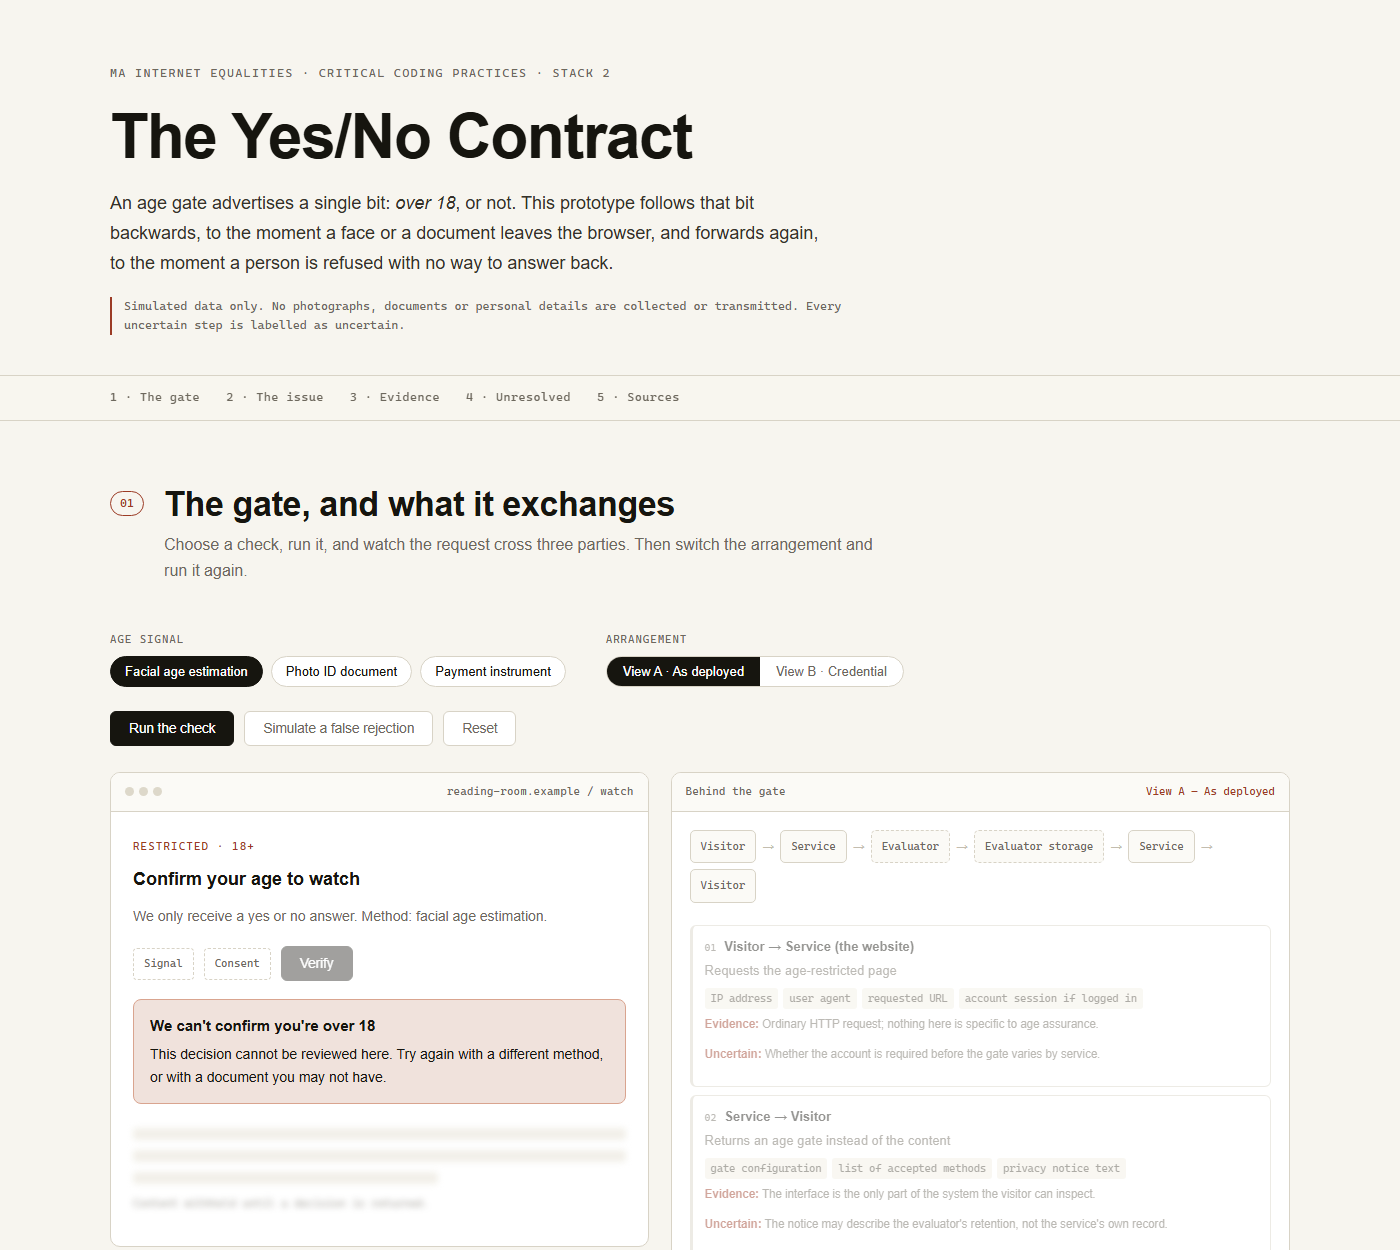 MA INTERNET EQUALITIES · CRITICAL CODING PRACTICES · STACK 2
The Yes/No Contract
An age gate advertises a single bit: over 18, or not. This prototype follows that bit
backwards, to the moment a face or a document leaves the browser, and forwards again,
to the moment a person is refused with no way to answer back.
Simulated data only. No photographs, documents or personal details are collected or transmitted. Every
uncertain step is labelled as uncertain.
1 · The gate 2 · The issue 3 · Evidence 4 · Unresolved 5 · Sources
01 The gate, and what it exchanges
Choose a check, run it, and watch the request cross three parties. Then switch the arrangement and
run it again.
AGE SIGNAL
Facial age estimation Photo ID document Payment instrument
ARRANGEMENT
View A · As deployed View B · Credential
Run the check Simulate a false rejection Reset
reading-room.example / watch
RESTRICTED · 18+
Confirm your age to watch
We only receive a yes or no answer. Method: facial age estimation.
Signal Consent Verify
We can't confirm you're over 18
This decision cannot be reviewed here. Try again with a different method,
or with a document you may not have.
Content withheld until a decision is returned.
Behind the gate View A — As deployed
Visitor → Service → Evaluator → Evaluator storage → Service →
Visitor
01 Visitor → Service (the website)
Requests the age-restricted page
IP address user agent requested URL account session if logged in
Evidence: Ordinary HTTP request; nothing here is specific to age assurance.
Uncertain: Whether the account is required before the gate varies by service.
02 Service → Visitor
Returns an age gate instead of the content
gate configuration list of accepted methods privacy notice text
Evidence: The interface is the only part of the system the visitor can inspect.
Uncertain: The notice may describe the evaluator's retention, not the service's own record.